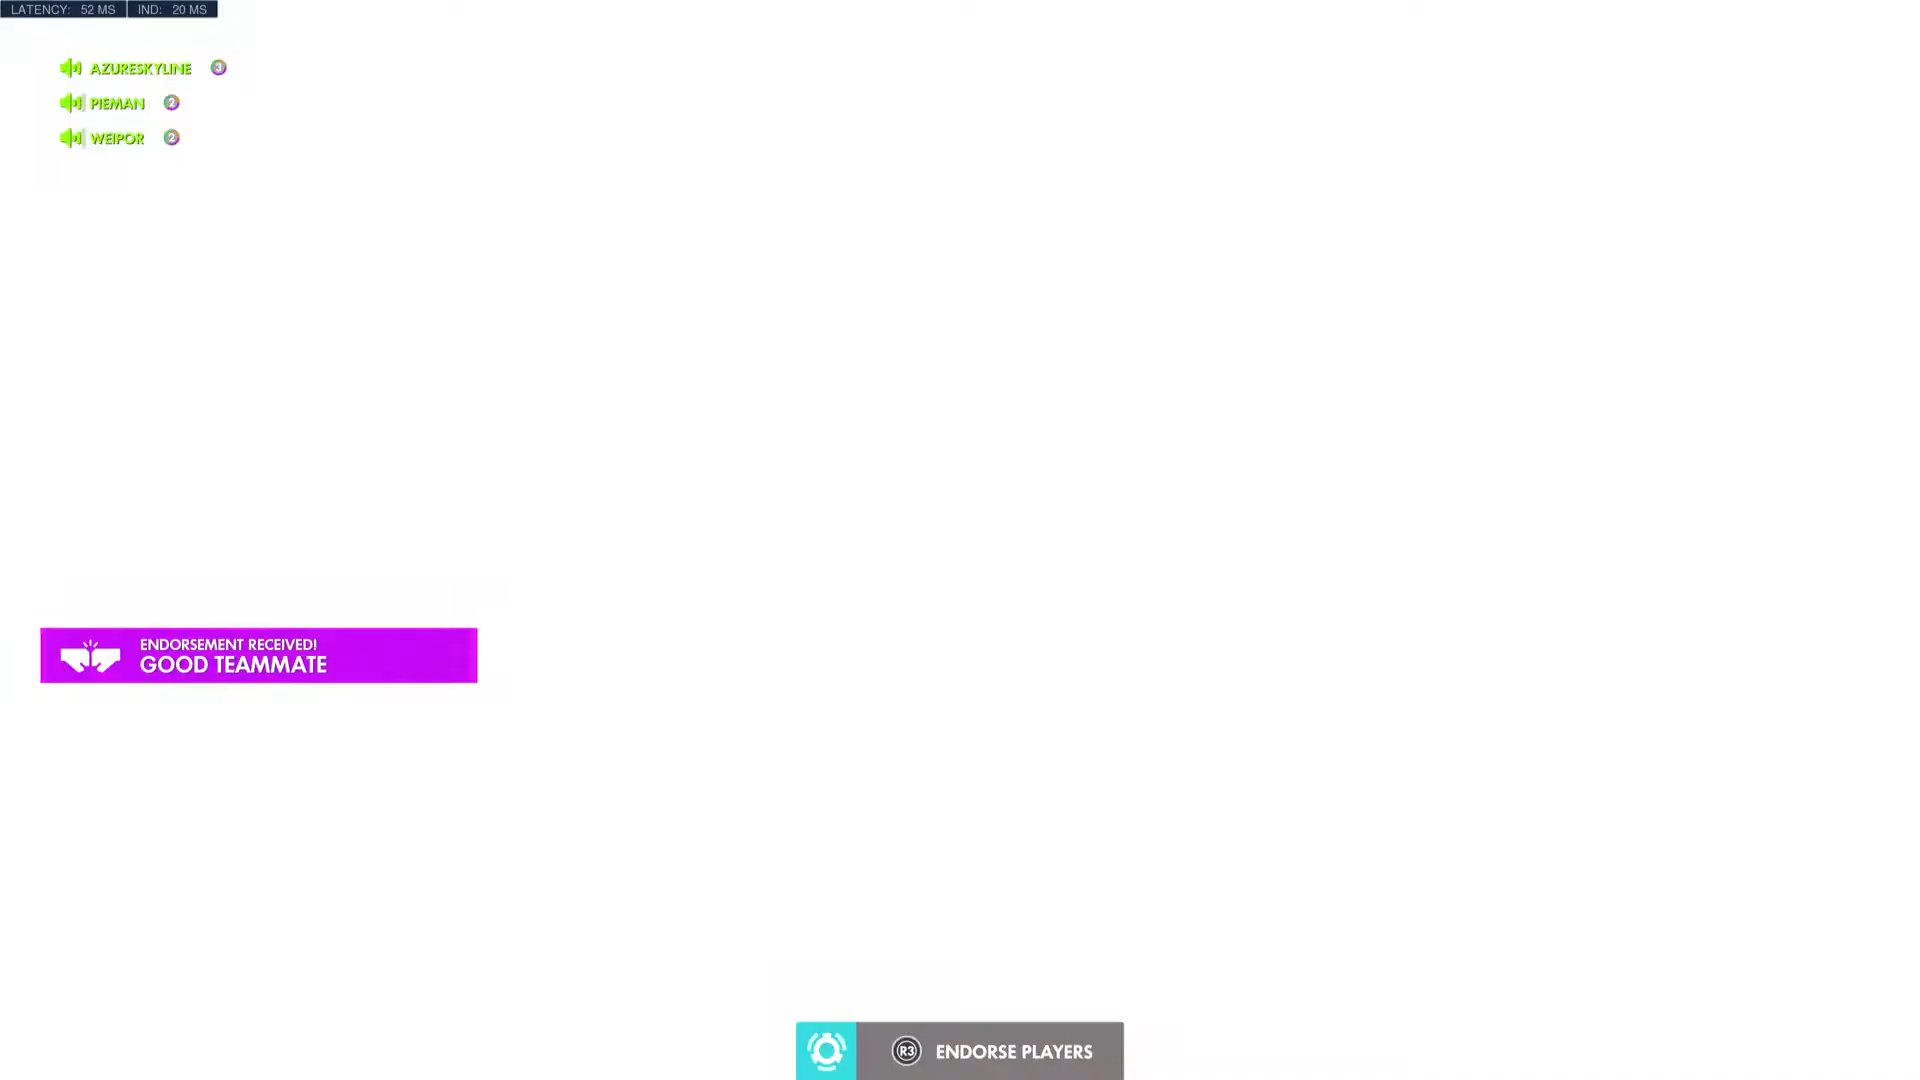 LATENCY: 52 MS IND: 20 MS
AZURESKYLINE 3
PIEMAN 2
WEIPOR 2
ENDORSEMENT RECEIVED!
GOOD TEAMMATE
R3 ENDORSE PLAYERS